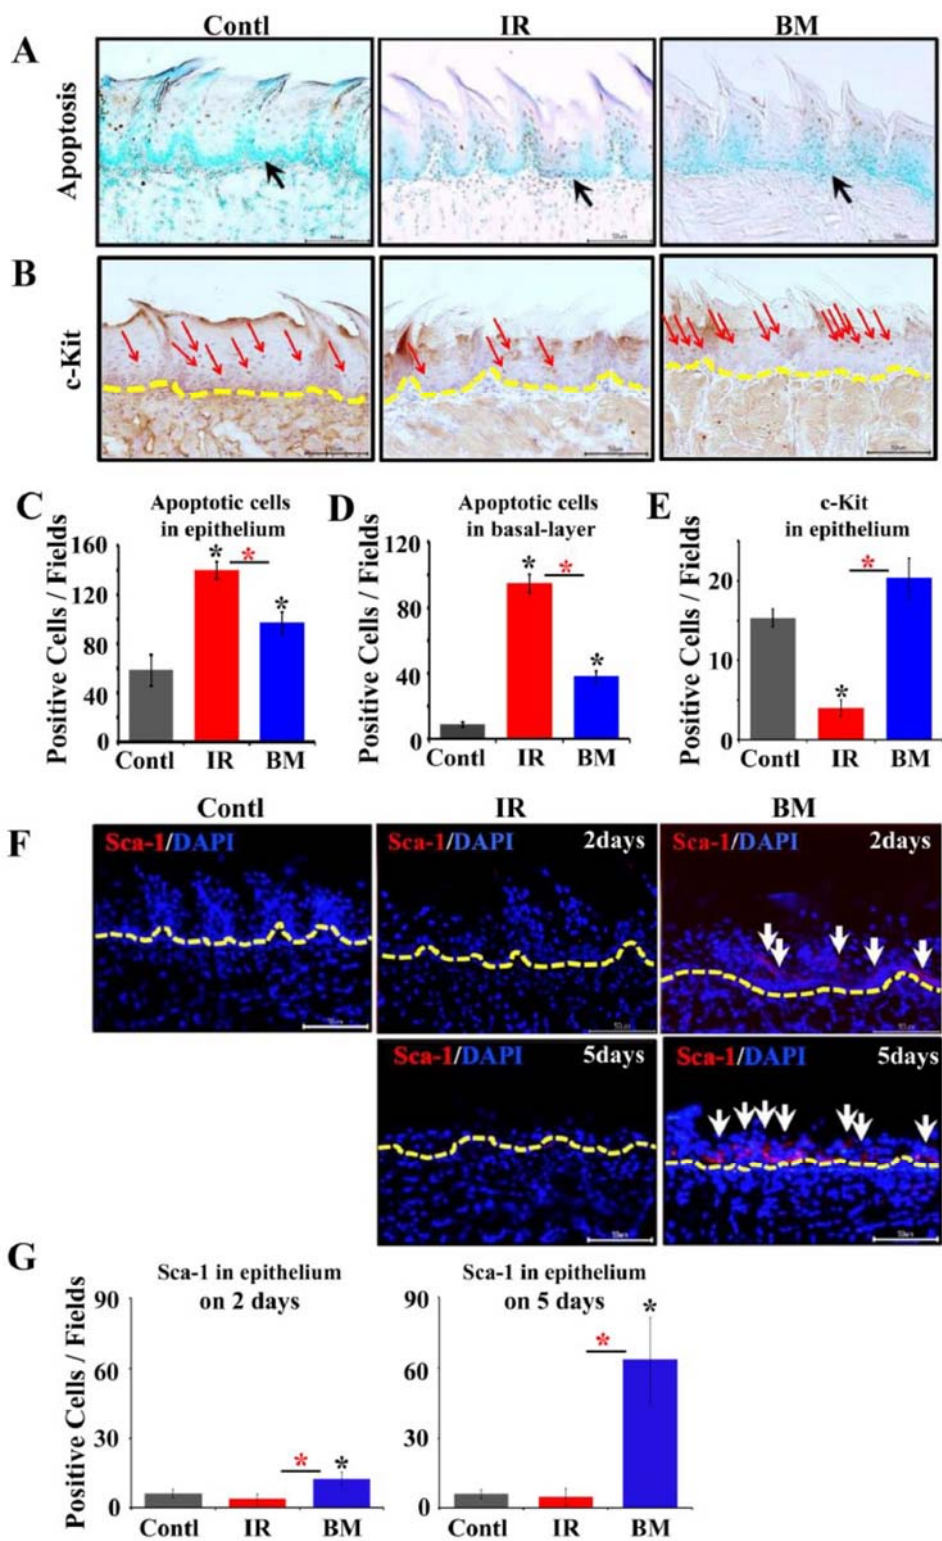 Contl IR BM
A
Apoptosis
B
c-Kit
C Apoptotic cells in epithelium
D Apoptotic cells in basal-layer
E c-Kit in epithelium
Positive Cells / Fields
160
120
80
40
0
* * *
Contl IR BM
Positive Cells / Fields
120
80
40
0
* * *
Contl IR BM
Positive Cells / Fields
20
10
0
* *
Contl IR BM
Contl IR BM
F
Sca-1/DAPI
Sca-1/DAPI 2days
Sca-1/DAPI 2days
Sca-1/DAPI 5days
Sca-1/DAPI 5days
G
Sca-1 in epithelium
on 2 days
Positive Cells / Fields
90
60
30
0
* *
Contl IR BM
Sca-1 in epithelium
on 5 days
Positive Cells / Fields
90
60
30
0
* *
Contl IR BM